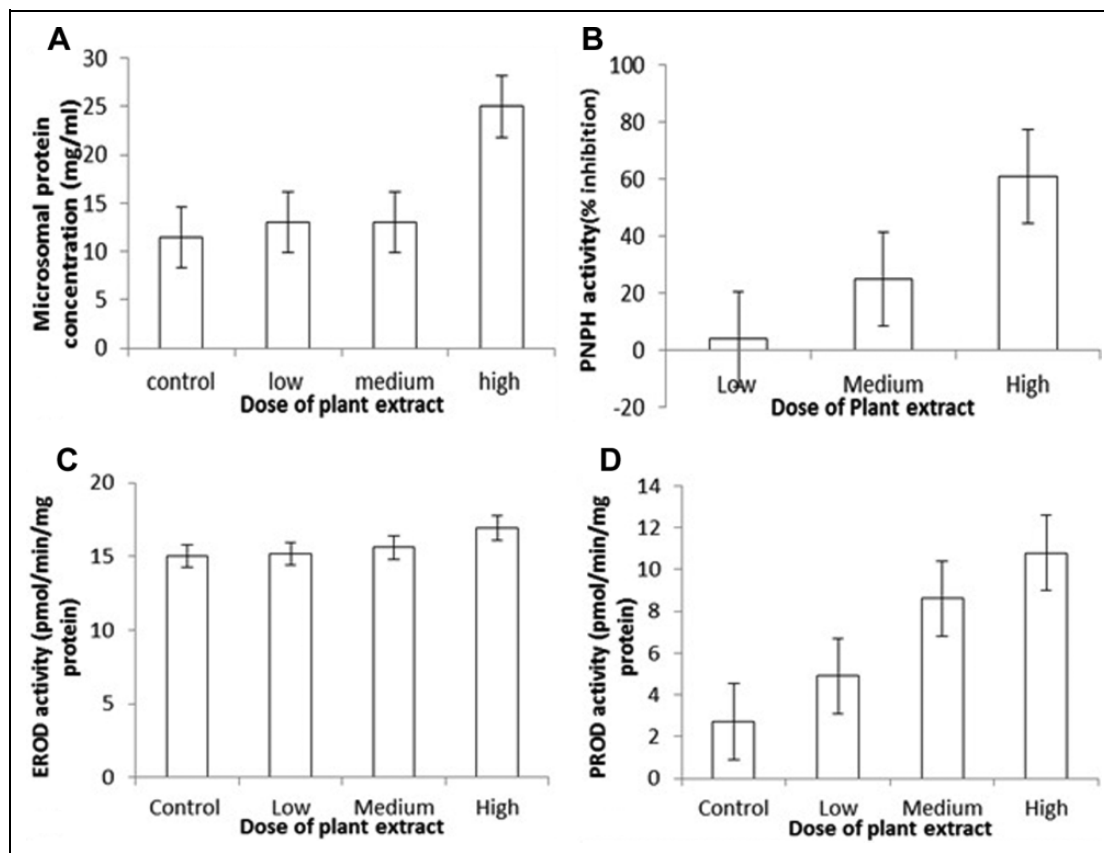 A
Microsomal protein
concentration (mg/ml)
30
25
20
15
10
5
0
control low medium high
Dose of plant extract
B
PNPH activity(% inhibition)
100
80
60
40
20
0
-20
Low Medium High
Dose of Plant extract
C
EROD activity (pmol/min/mg
protein)
20
15
10
5
0
Control Low Medium High
Dose of plant extract
D
PROD activity (pmol/min/mg
protein)
14
12
10
8
6
4
2
0
Control Low Medium High
Dose of plant extract